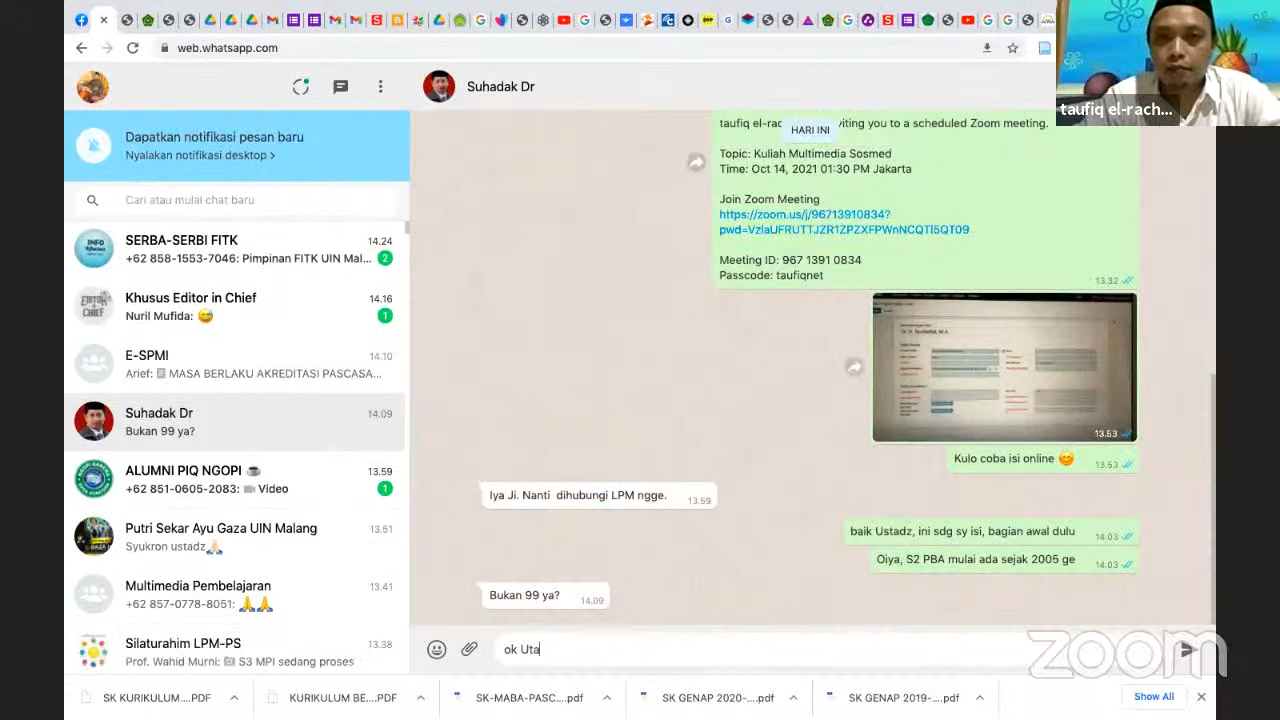 web.whatsapp.com
taufiq el-rach...
Suhadak Dr
Dapatkan notifikasi pesan baru
Nyalakan notifikasi desktop >
Cari atau mulai chat baru
SERBA-SERBI FITK 14.24
+62 858-1553-7046: Pimpinan FITK UIN Mal... 2
Khusus Editor in Chief 14.16
Nuril Mufida: 😅 1
E-SPMI 14.10
Arief: MASA BERLAKU AKREDITASI PASCASA...
Suhadak Dr 14.09
Bukan 99 ya?
ALUMNI PIQ NGOPI ☕ 13.59
+62 851-0605-2083: Video 1
Putri Sekar Ayu Gaza UIN Malang 13.51
Syukron ustadz🙏
Multimedia Pembelajaran 13.41
+62 857-0778-8051: 🙏🙏
Silaturahim LPM-PS 13.38
Prof. Wahid Murni: S3 MPI sedang proses
HARI INI
taufiq el-rac viting you to a scheduled Zoom meeting.
Topic: Kuliah Multimedia Sosmed
Time: Oct 14, 2021 01:30 PM Jakarta
Join Zoom Meeting
https://zoom.us/j/96713910834?
pwd=VzlaUFRUTTJZR1ZPZXFPWnNCQTl5QT09
Meeting ID: 967 1391 0834
Passcode: taufiqnet
13.32
13.53
Kulo coba isi online 😊 13.53
Iya Ji. Nanti dihubungi LPM ngge. 13.59
baik Ustadz, ini sdg sy isi, bagian awal dulu 14.03
Oiya, S2 PBA mulai ada sejak 2005 ge 14.03
Bukan 99 ya? 14.09
ok Uta
zoom
SK KURIKULUM....PDF
KURIKULUM BE....PDF
SK-MABA-PASC....pdf
SK GENAP 2020-....pdf
SK GENAP 2019-....pdf
Show All